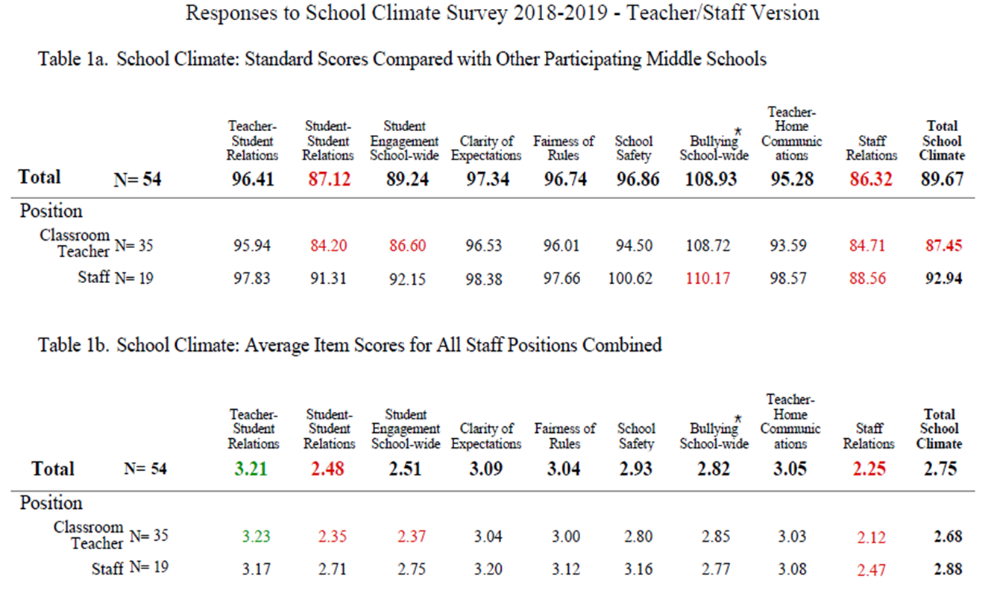 Responses to School Climate Survey 2018-2019 - Teacher/Staff Version
Table 1a. School Climate: Standard Scores Compared with Other Participating Middle Schools
Teacher-
Student
Relations
Student-
Student
Relations
Student
Engagement
School-wide
Clarity of
Expectations
Fairness of
Rules
School
Safety
Bullying*
School-wide
Teacher-
Home
Communic
ations
Staff
Relations
Total
School
Climate
Total N= 54 96.41 87.12 89.24 97.34 96.74 96.86 108.93 95.28 86.32 89.67
Position
Classroom
Teacher N= 35 95.94 84.20 86.60 96.53 96.01 94.50 108.72 93.59 84.71 87.45
Staff N= 19 97.83 91.31 92.15 98.38 97.66 100.62 110.17 98.57 88.56 92.94
Table 1b. School Climate: Average Item Scores for All Staff Positions Combined
Teacher-
Student
Relations
Student-
Student
Relations
Student
Engagement
School-wide
Clarity of
Expectations
Fairness of
Rules
School
Safety
Bullying*
School-wide
Teacher-
Home
Communic
ations
Staff
Relations
Total
School
Climate
Total N= 54 3.21 2.48 2.51 3.09 3.04 2.93 2.82 3.05 2.25 2.75
Position
Classroom
Teacher N= 35 3.23 2.35 2.37 3.04 3.00 2.80 2.85 3.03 2.12 2.68
Staff N= 19 3.17 2.71 2.75 3.20 3.12 3.16 2.77 3.08 2.47 2.88